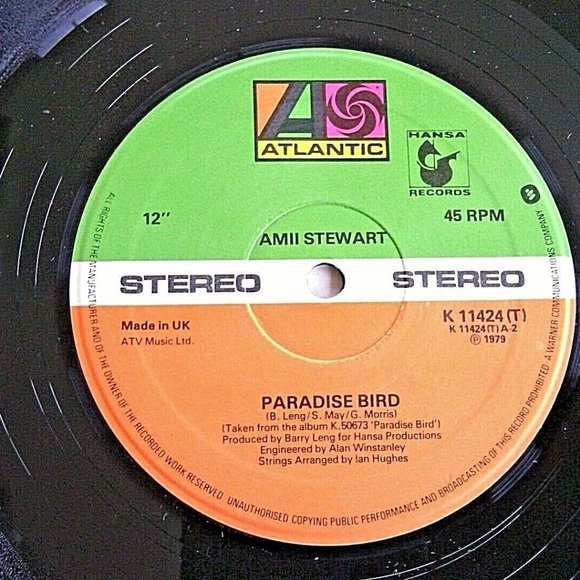 ATLANTIC
HANSA
RECORDS
12"
45 RPM
AMII STEWART
STEREO STEREO
Made in UK
ATV Music Ltd.
K 11424 (T)
K 11424(T) A-2
℗ 1979
PARADISE BIRD
(B. Leng/S. May/G. Morris)
(Taken from the album K.50673 'Paradise Bird')
Produced by Barry Leng for Hansa Productions
Engineered by Alan Winstanley
Strings Arranged by Ian Hughes
ALL RIGHTS OF THE MANUFACTURER AND OF THE OWNER OF THE RECORDED WORK RESERVED. UNAUTHORISED COPYING PUBLIC PERFORMANCE AND BROADCASTING OF THIS RECORD PROHIBITED. A WARNER COMMUNICATIONS COMPANY